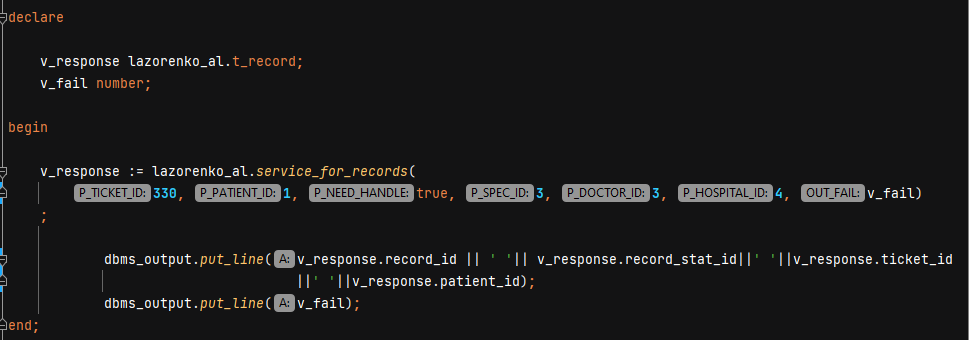 declare
v_response lazorenko_al.t_record;
v_fail number;
begin
v_response := lazorenko_al.service_for_records(
P_TICKET_ID: 330, P_PATIENT_ID: 1, P_NEED_HANDLE: true, P_SPEC_ID: 3, P_DOCTOR_ID: 3, P_HOSPITAL_ID: 4, OUT_FAIL: v_fail)
;
dbms_output.put_line( A: v_response.record_id || ' '|| v_response.record_stat_id||' '||v_response.ticket_id
||' '||v_response.patient_id);
dbms_output.put_line( A: v_fail);
end;